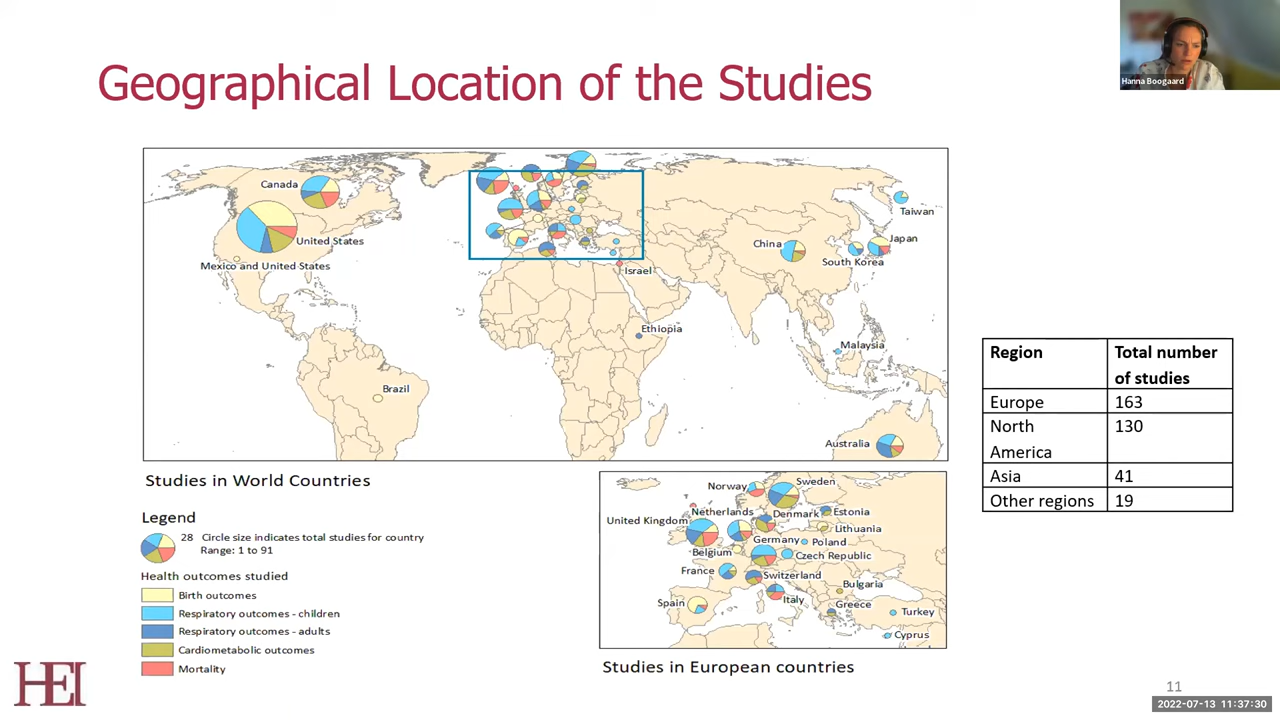 Geographical Location of the Studies
Hanna Boogaard
Canada
United States
Mexico and United States
Brazil
Israel
Ethiopia
China
Taiwan
Japan
South Korea
Malaysia
Australia
Studies in World Countries
Legend
28 Circle size indicates total studies for country
Range: 1 to 91
Health outcomes studied
Birth outcomes
Respiratory outcomes - children
Respiratory outcomes - adults
Cardiometabolic outcomes
Mortality
Norway
Sweden
United Kingdom
Netherlands
Denmark
Estonia
Lithuania
Germany
Poland
Belgium
Czech Republic
France
Switzerland
Bulgaria
Spain
Italy
Greece
Turkey
Cyprus
Studies in European countries
Region Total number
of studies
Europe 163
North 130
America
Asia 41
Other regions 19
HEI
11
2022-07-13 11:37:30